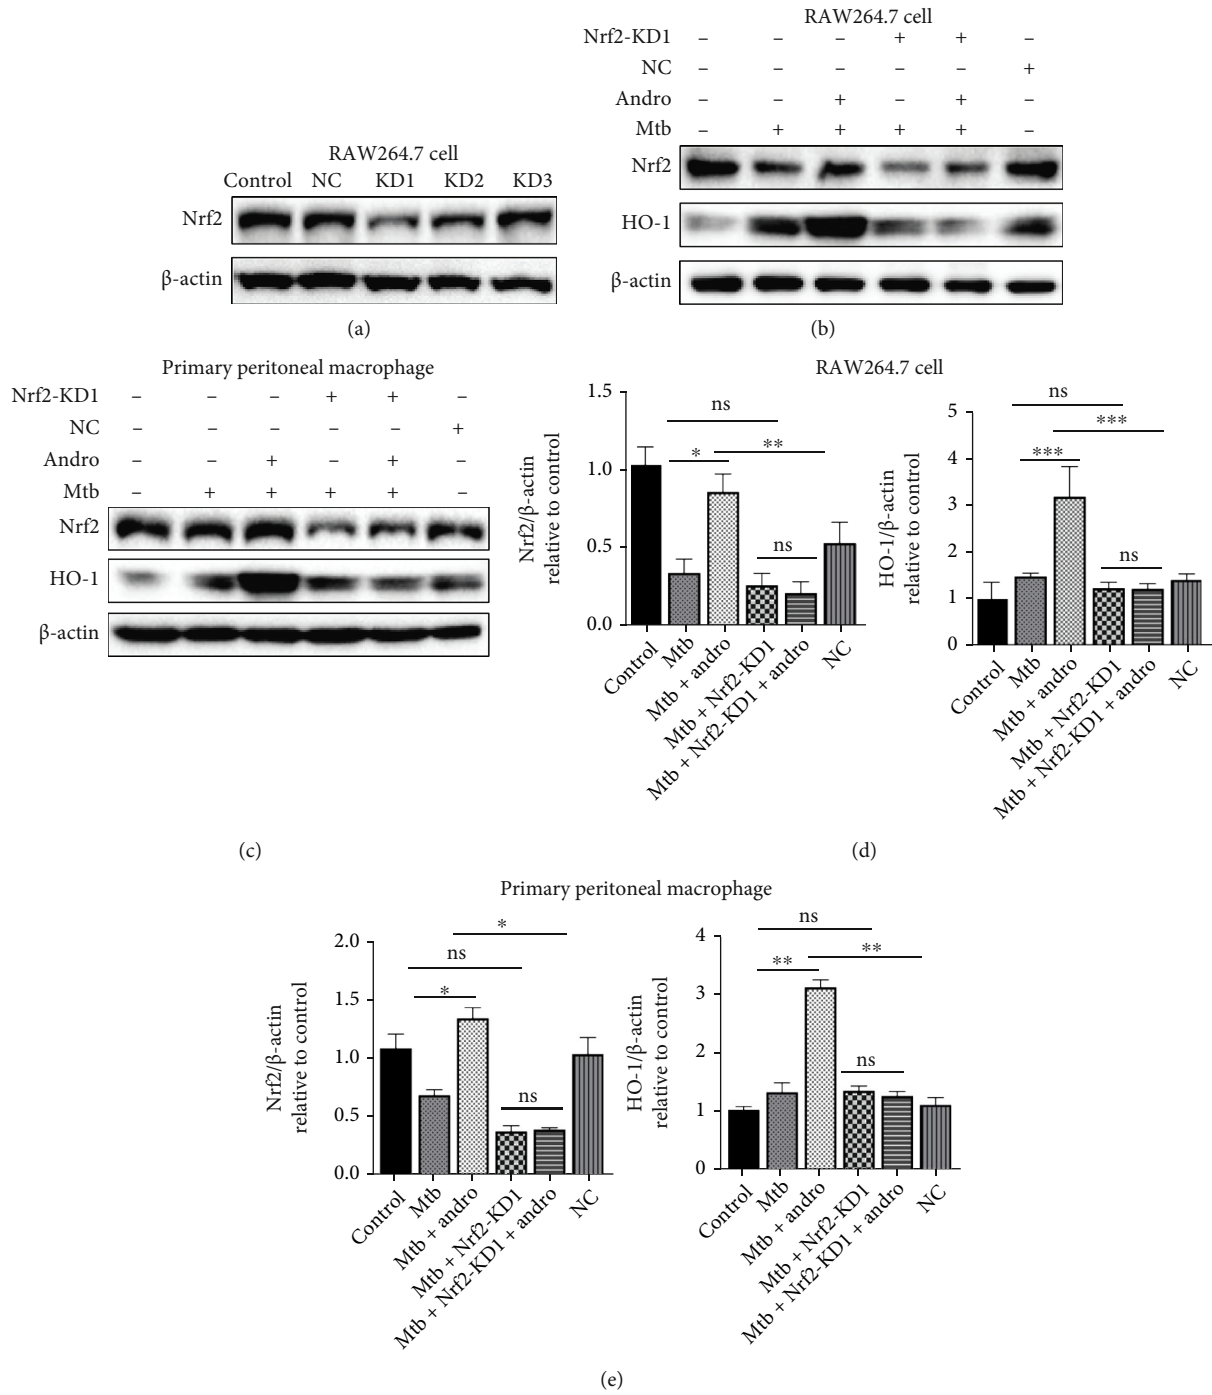 RAW264.7 cell
Control NC KD1 KD2 KD3
Nrf2
β-actin
(a)
RAW264.7 cell
Nrf2-KD1 – – – + + –
NC – – – – – +
Andro – – + – + –
Mtb – + + + + –
Nrf2
HO-1
β-actin
(b)
Primary peritoneal macrophage
Nrf2-KD1 – – – + + –
NC – – – – – +
Andro – – + – + –
Mtb – + + + + –
Nrf2
HO-1
β-actin
(c)
RAW264.7 cell
Nrf2/β-actin
relative to control
1.5
1.0
0.5
0.0
ns
* **
ns
Control
Mtb
Mtb + andro
Mtb + Nrf2-KD1
Mtb + Nrf2-KD1 + andro
NC
HO-1/β-actin
relative to control
5
4
3
2
1
0
ns
***
***
ns
Control
Mtb
Mtb + andro
Mtb + Nrf2-KD1
Mtb + Nrf2-KD1 + andro
NC
(d)
Primary peritoneal macrophage
Nrf2/β-actin
relative to control
2.0
1.5
1.0
0.5
0.0
*
ns
*
ns
Control
Mtb
Mtb + andro
Mtb + Nrf2-KD1
Mtb + Nrf2-KD1 + andro
NC
HO-1/β-actin
relative to control
4
3
2
1
0
ns
**
**
ns
Control
Mtb
Mtb + andro
Mtb + Nrf2-KD1
Mtb + Nrf2-KD1 + andro
NC
(e)